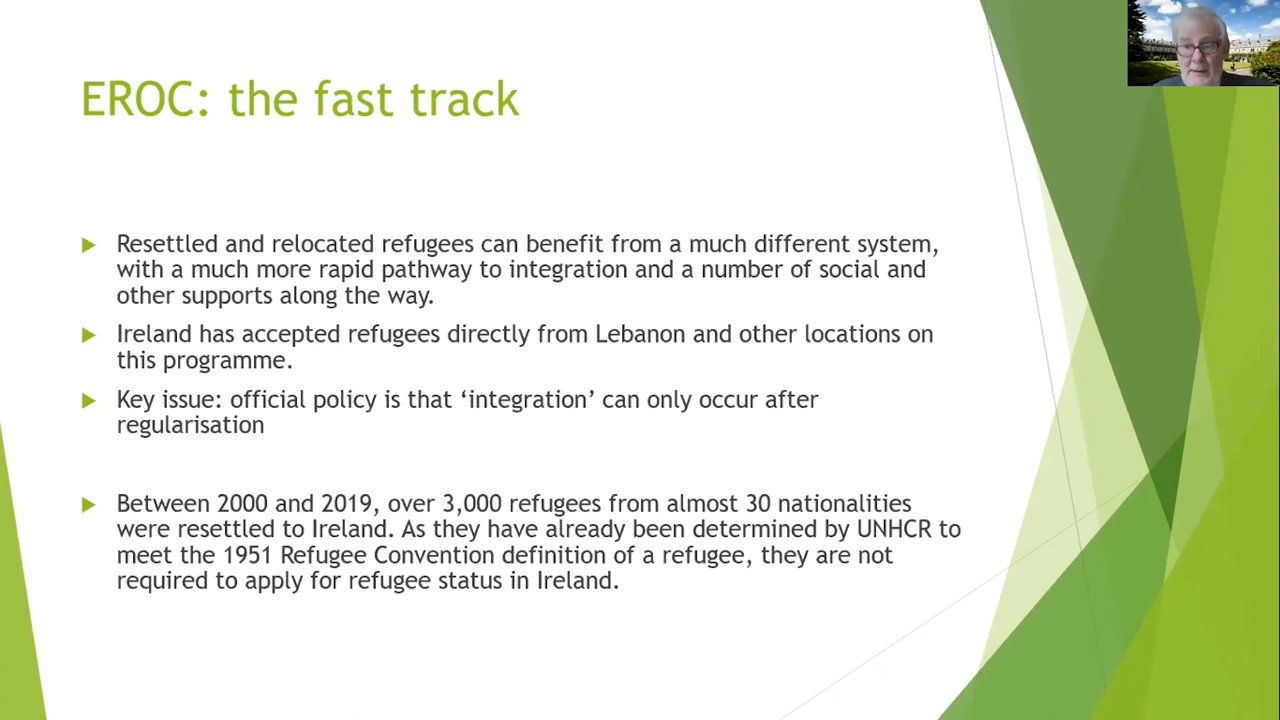 EROC: the fast track
Resettled and relocated refugees can benefit from a much different system,
with a much more rapid pathway to integration and a number of social and
other supports along the way.
Ireland has accepted refugees directly from Lebanon and other locations on
this programme.
Key issue: official policy is that ‘integration’ can only occur after
regularisation
Between 2000 and 2019, over 3,000 refugees from almost 30 nationalities
were resettled to Ireland. As they have already been determined by UNHCR to
meet the 1951 Refugee Convention definition of a refugee, they are not
required to apply for refugee status in Ireland.